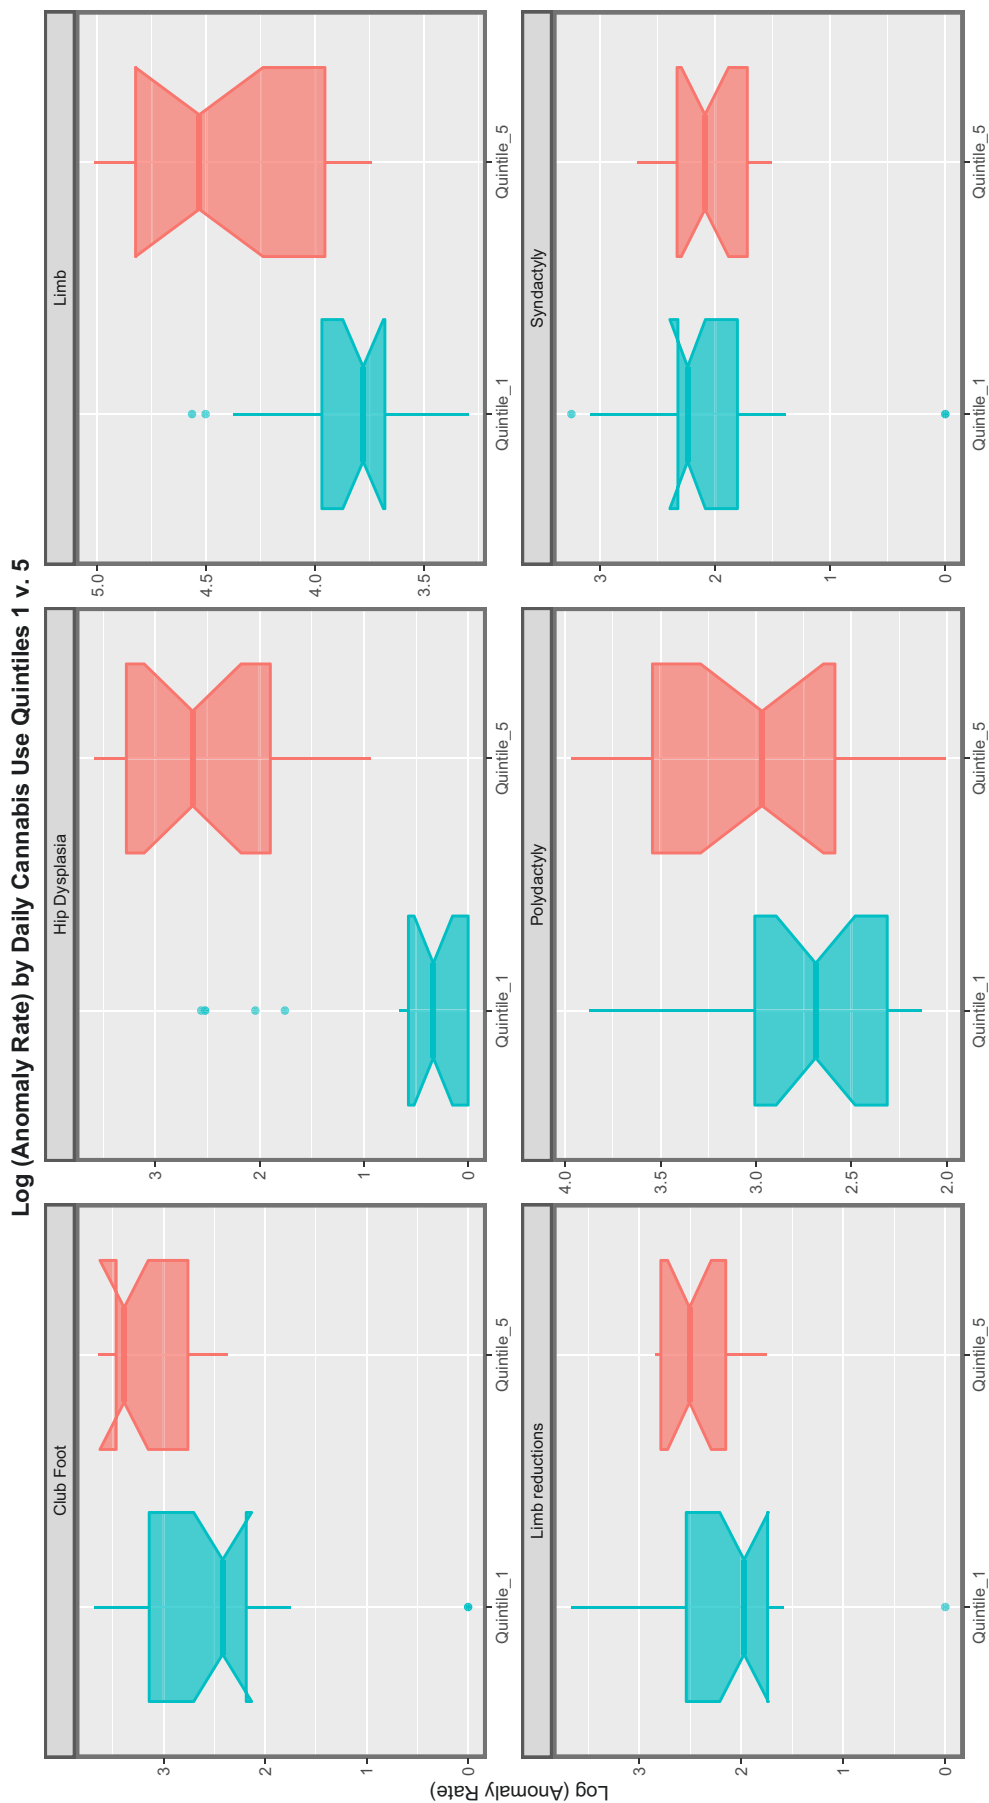 Log (Anomaly Rate) by Daily Cannabis Use Quintiles 1 v. 5
Log (Anomaly Rate)
Club Foot
3
2
1
0
Quintile_1
Quintile_5
Hip Dysplasia
3
2
1
0
Quintile_1
Quintile_5
Limb
5.0
4.5
4.0
3.5
Quintile_1
Quintile_5
Limb reductions
3
2
1
0
Quintile_1
Quintile_5
Polydactyly
4.0
3.5
3.0
2.5
2.0
Quintile_1
Quintile_5
Syndactyly
3
2
1
0
Quintile_1
Quintile_5